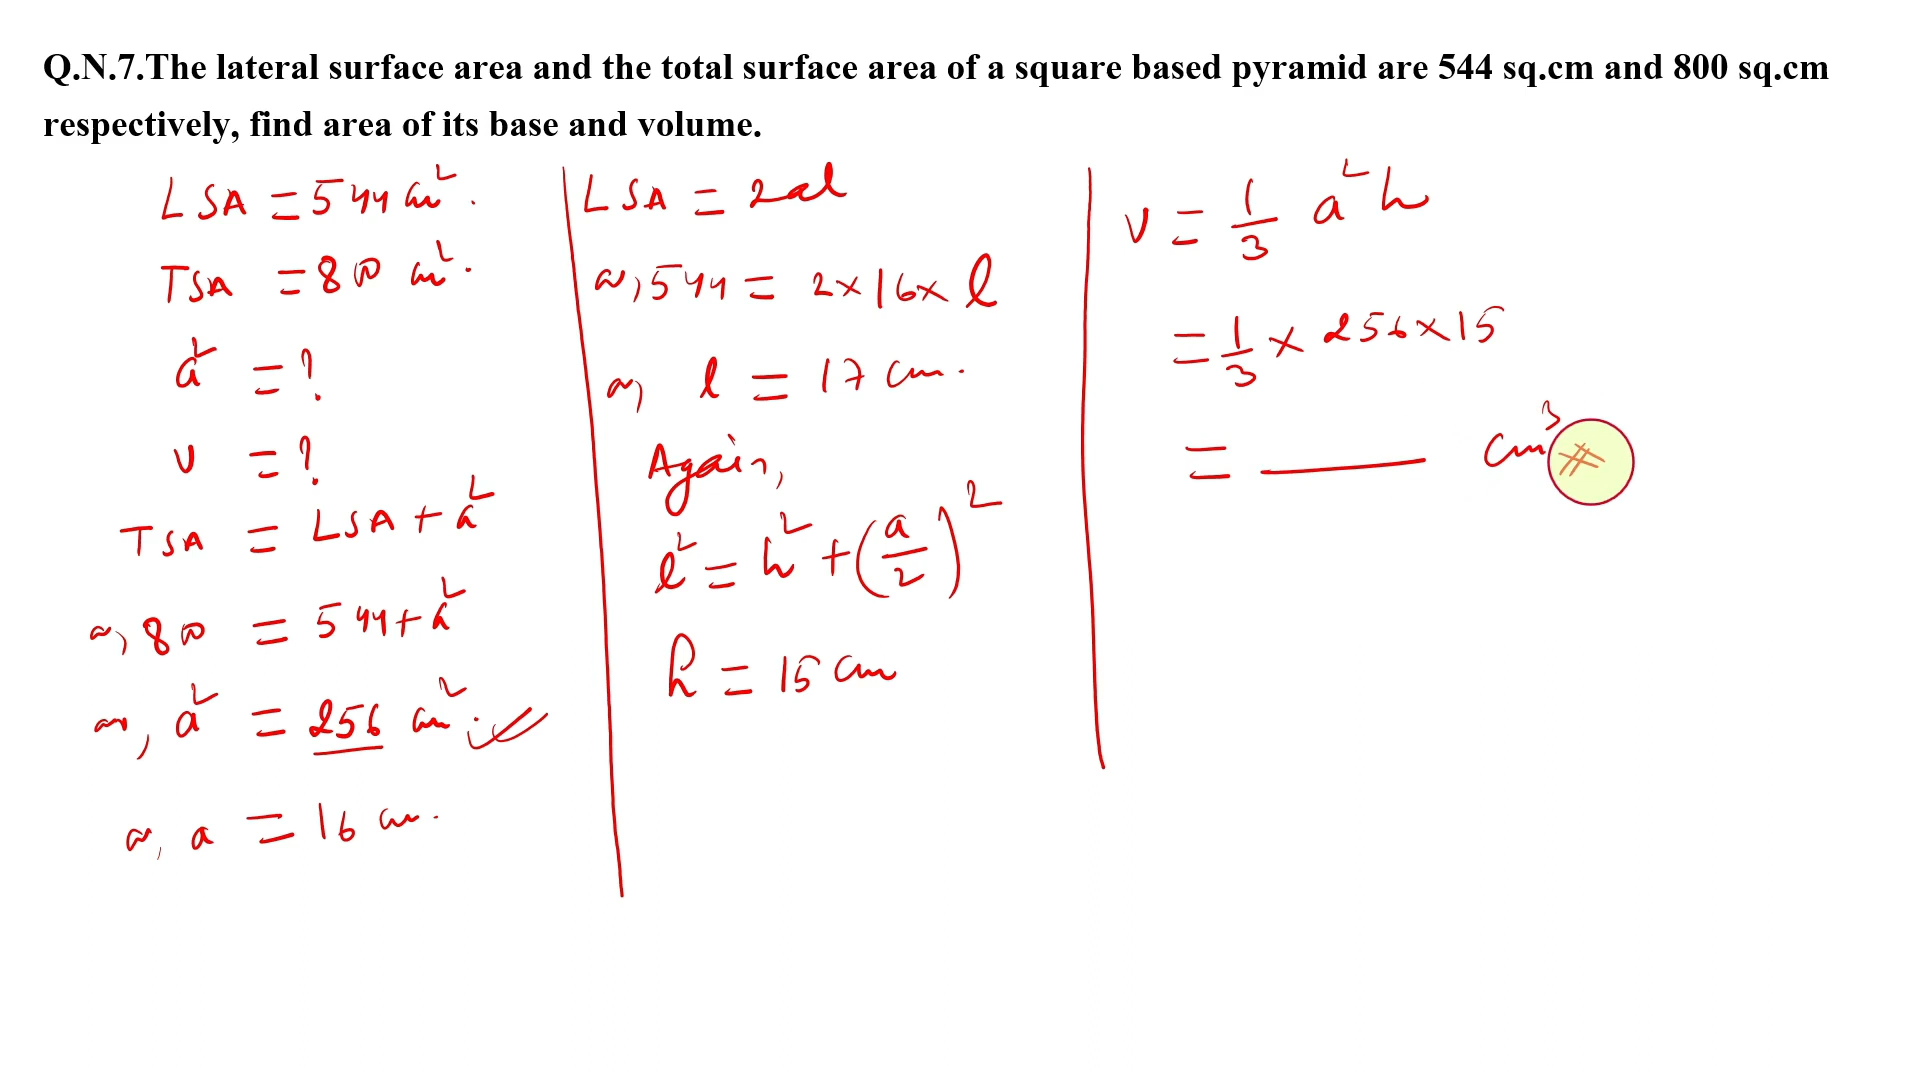 Q.N.7.The lateral surface area and the total surface area of a square based pyramid are 544 sq.cm and 800 sq.cm
respectively, find area of its base and volume.
LSA = 544 cm².
TSA = 800 cm².
a² = ?
v = ?
TSA = LSA + a²
or, 800 = 544 + a²
or, a² = 256 cm².
or, a = 16 cm.
LSA = 2al
or, 544 = 2×16× l
or, l = 17 cm.
Again,
l² = h² + (a/2)²
h = 15 cm
v = 1/3 a²h
= 1/3 × 256×15
= ____ cm³ #